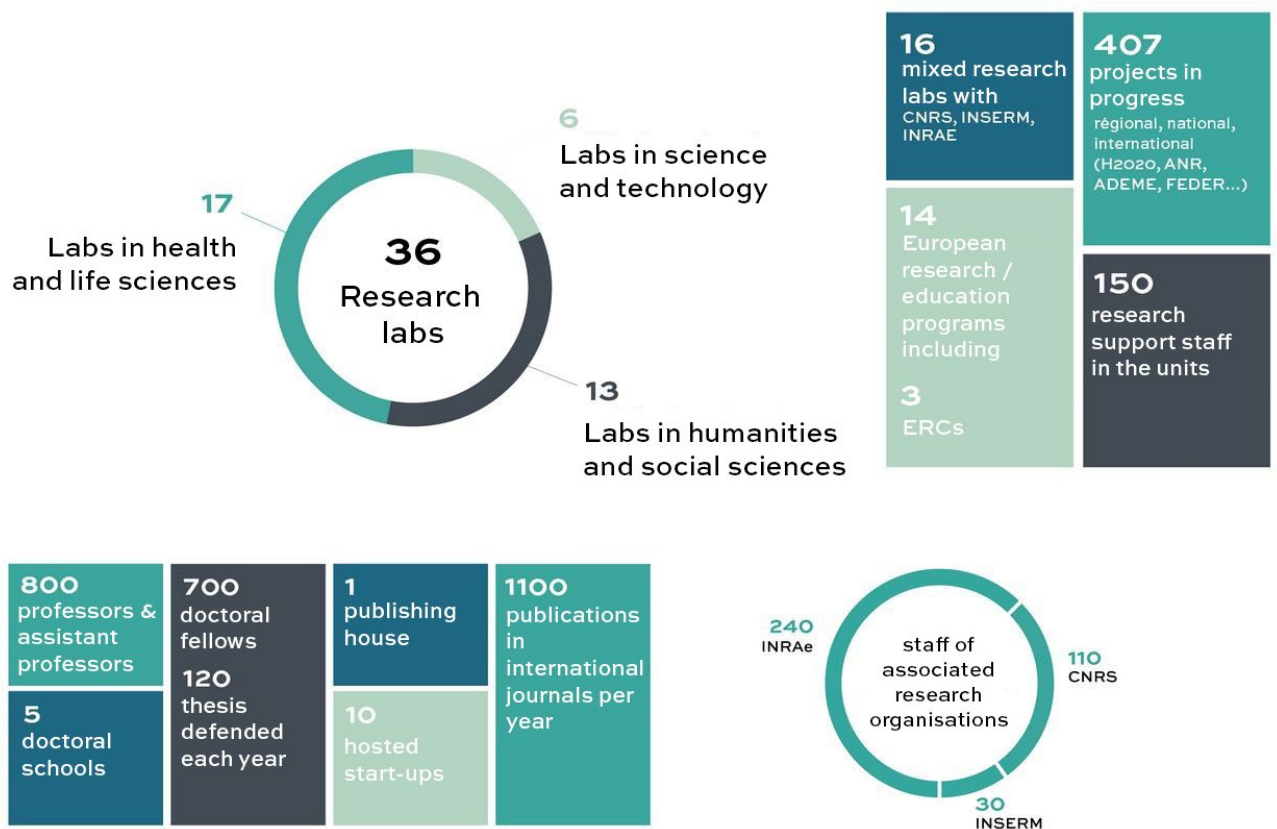 6
Labs in science
and technology
17
Labs in health
and life sciences
36
Research
labs
13
Labs in humanities
and social sciences
16
mixed research
labs with
CNRS, INSERM,
INRAE
407
projects in
progress
régional, national,
international
(H2020, ANR,
ADEME, FEDER...)
14
European
research /
education
programs
including
3
ERCs
150
research
support staff
in the units
800
professors &
assistant
professors
5
doctoral
schools
700
doctoral
fellows
120
thesis
defended
each year
1
publishing
house
10
hosted
start-ups
1100
publications
in
international
journals per
year
240
INRAe
staff of
associated
research
organisations
110
CNRS
30
INSERM